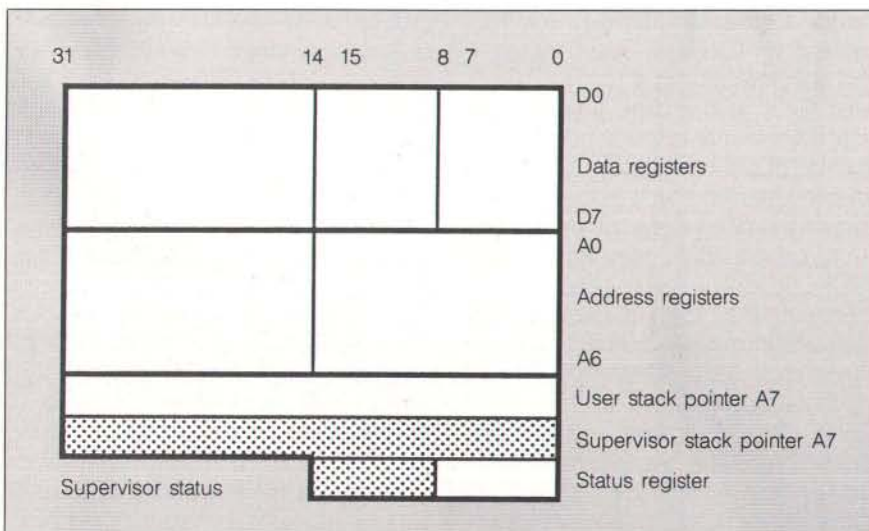 31 14 15 8 7 0
D0
Data registers
D7
A0
Address registers
A6
User stack pointer A7
Supervisor stack pointer A7
Status register
Supervisor status